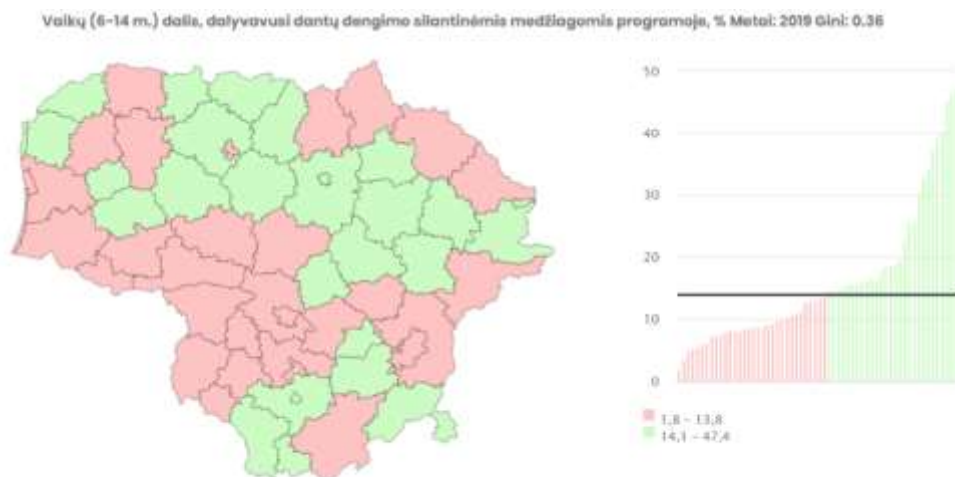 Vaikų (6-14 m.) dalis, dalyvavusi dantų dengimo silantinėmis medžiagomis programoje, % Metai: 2019 Gini: 0.36
50
40
30
20
10
0
1,8 - 13,8
14,1 - 47,4